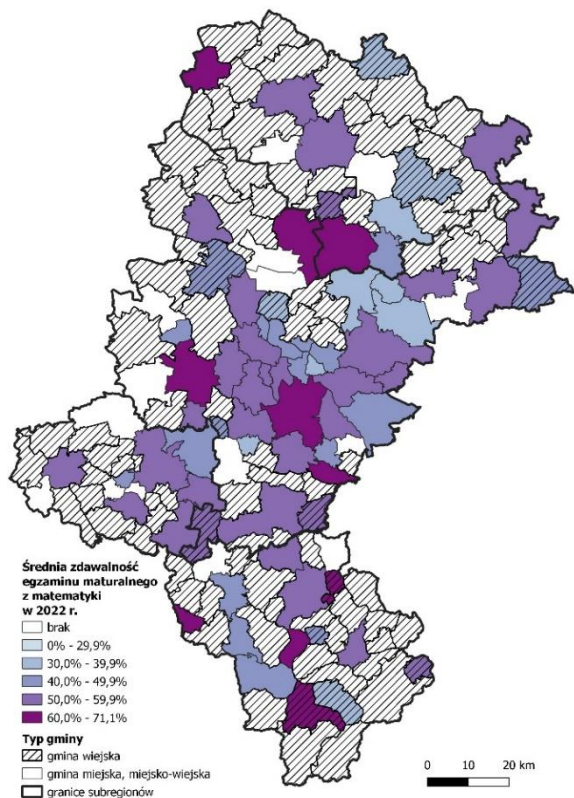 Średnia zdawalność
egzaminu maturalnego
z matematyki
w 2022 r.
brak
0% - 29,9%
30,0% - 39,9%
40,0% - 49,9%
50,0% - 59,9%
60,0% - 71,1%
Typ gminy
gmina wiejska
gmina miejska, miejsko-wiejska
granice subregionów
0 10 20 km